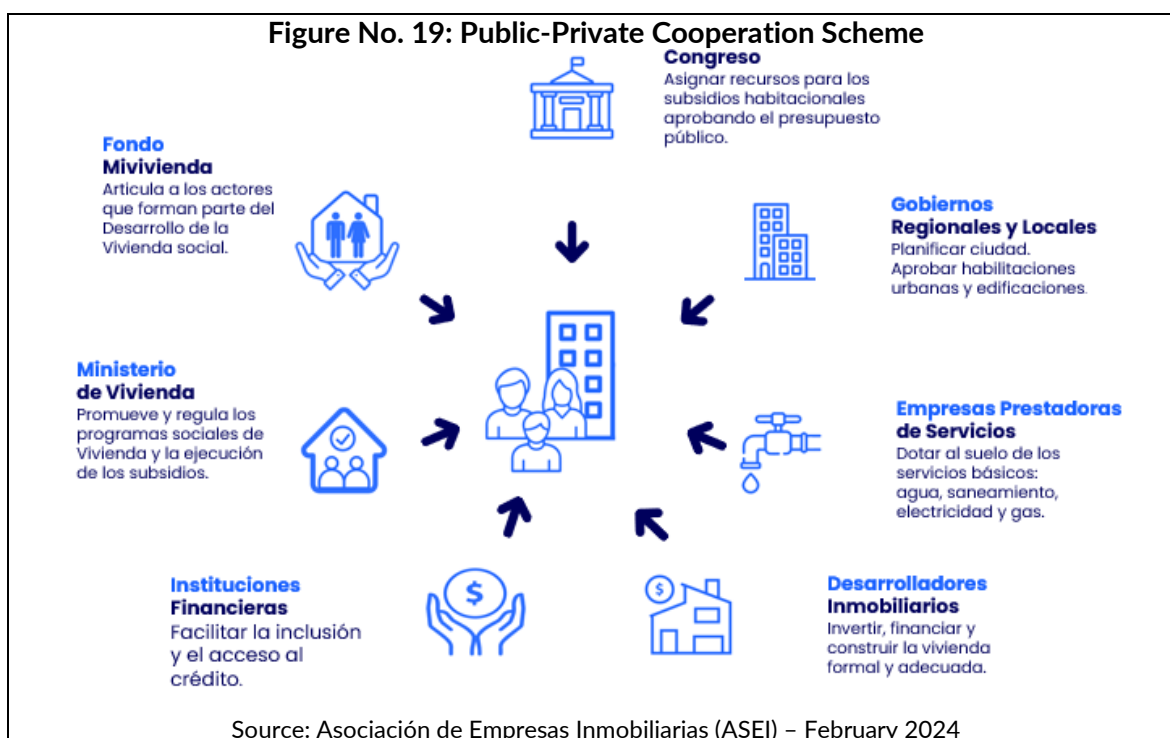 Figure No. 19: Public-Private Cooperation Scheme
Congreso
Asignar recursos para los
subsidios habitacionales
aprobando el presupuesto
público.
Fondo
Mivivienda
Articula a los actores
que forman parte del
Desarrollo de la
Vivienda social.
Gobiernos
Regionales y Locales
Planificar ciudad.
Aprobar habilitaciones
urbanas y edificaciones.
Ministerio
de Vivienda
Promueve y regula los
programas sociales de
Vivienda y la ejecución
de los subsidios.
Empresas Prestadoras
de Servicios
Dotar al suelo de los
servicios básicos:
agua, saneamiento,
electricidad y gas.
Instituciones
Financieras
Facilitar la inclusión
y el acceso al
crédito.
$
$
Desarrolladores
Inmobiliarios
Invertir, financiar y
construir la vivienda
formal y adecuada.
Source: Asociación de Empresas Inmobiliarias (ASEI) – February 2024